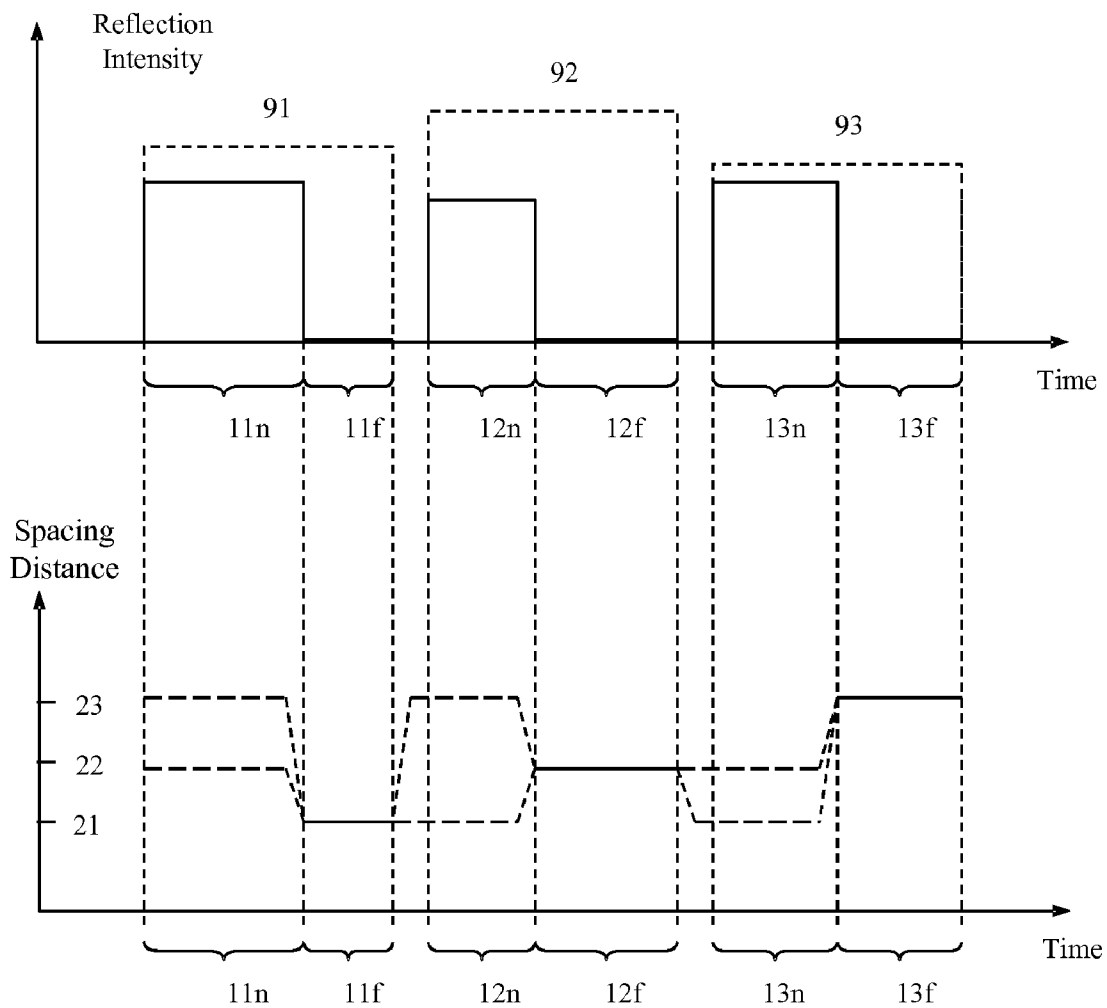 Reflection
Intensity
91
92
93
Time
11n 11f 12n 12f 13n 13f
Spacing
Distance
23
22
21
Time
11n 11f 12n 12f 13n 13f